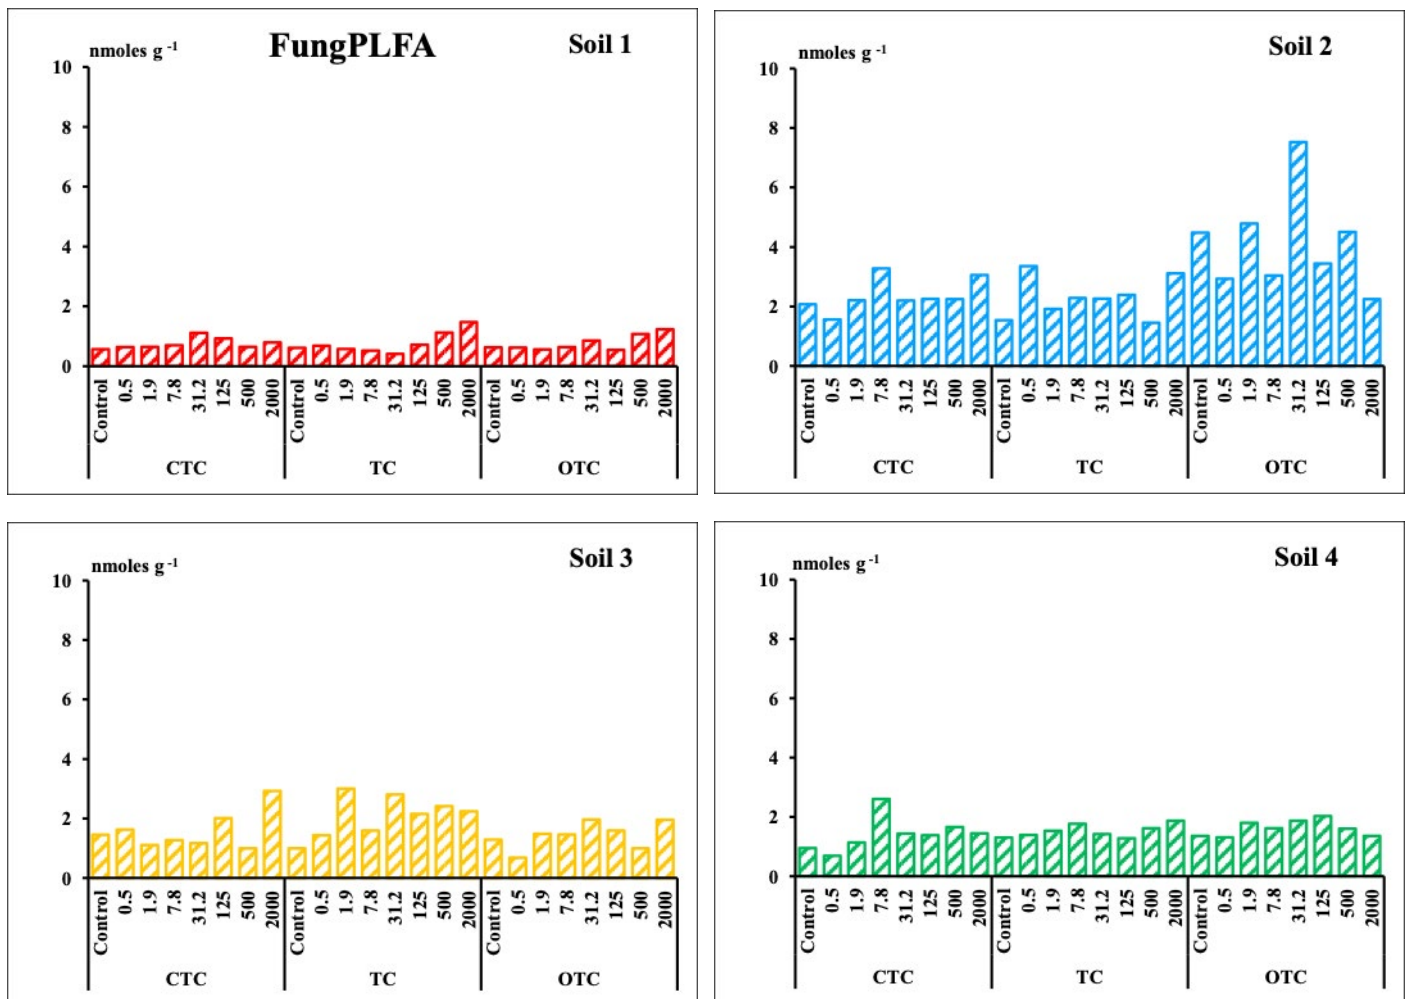 FungPLFA
Soil 1
nmoles g -1
10
8
6
4
2
0
Control 0.5 1.9 7.8 31.2 125 500 2000 Control 0.5 1.9 7.8 31.2 125 500 2000 Control 0.5 1.9 7.8 31.2 125 500 2000
CTC TC OTC
Soil 2
nmoles g -1
10
8
6
4
2
0
Control 0.5 1.9 7.8 31.2 125 500 2000 Control 0.5 1.9 7.8 31.2 125 500 2000 Control 0.5 1.9 7.8 31.2 125 500 2000
CTC TC OTC
Soil 3
nmoles g -1
10
8
6
4
2
0
Control 0.5 1.9 7.8 31.2 125 500 2000 Control 0.5 1.9 7.8 31.2 125 500 2000 Control 0.5 1.9 7.8 31.2 125 500 2000
CTC TC OTC
Soil 4
nmoles g -1
10
8
6
4
2
0
Control 0.5 1.9 7.8 31.2 125 500 2000 Control 0.5 1.9 7.8 31.2 125 500 2000 Control 0.5 1.9 7.8 31.2 125 500 2000
CTC TC OTC